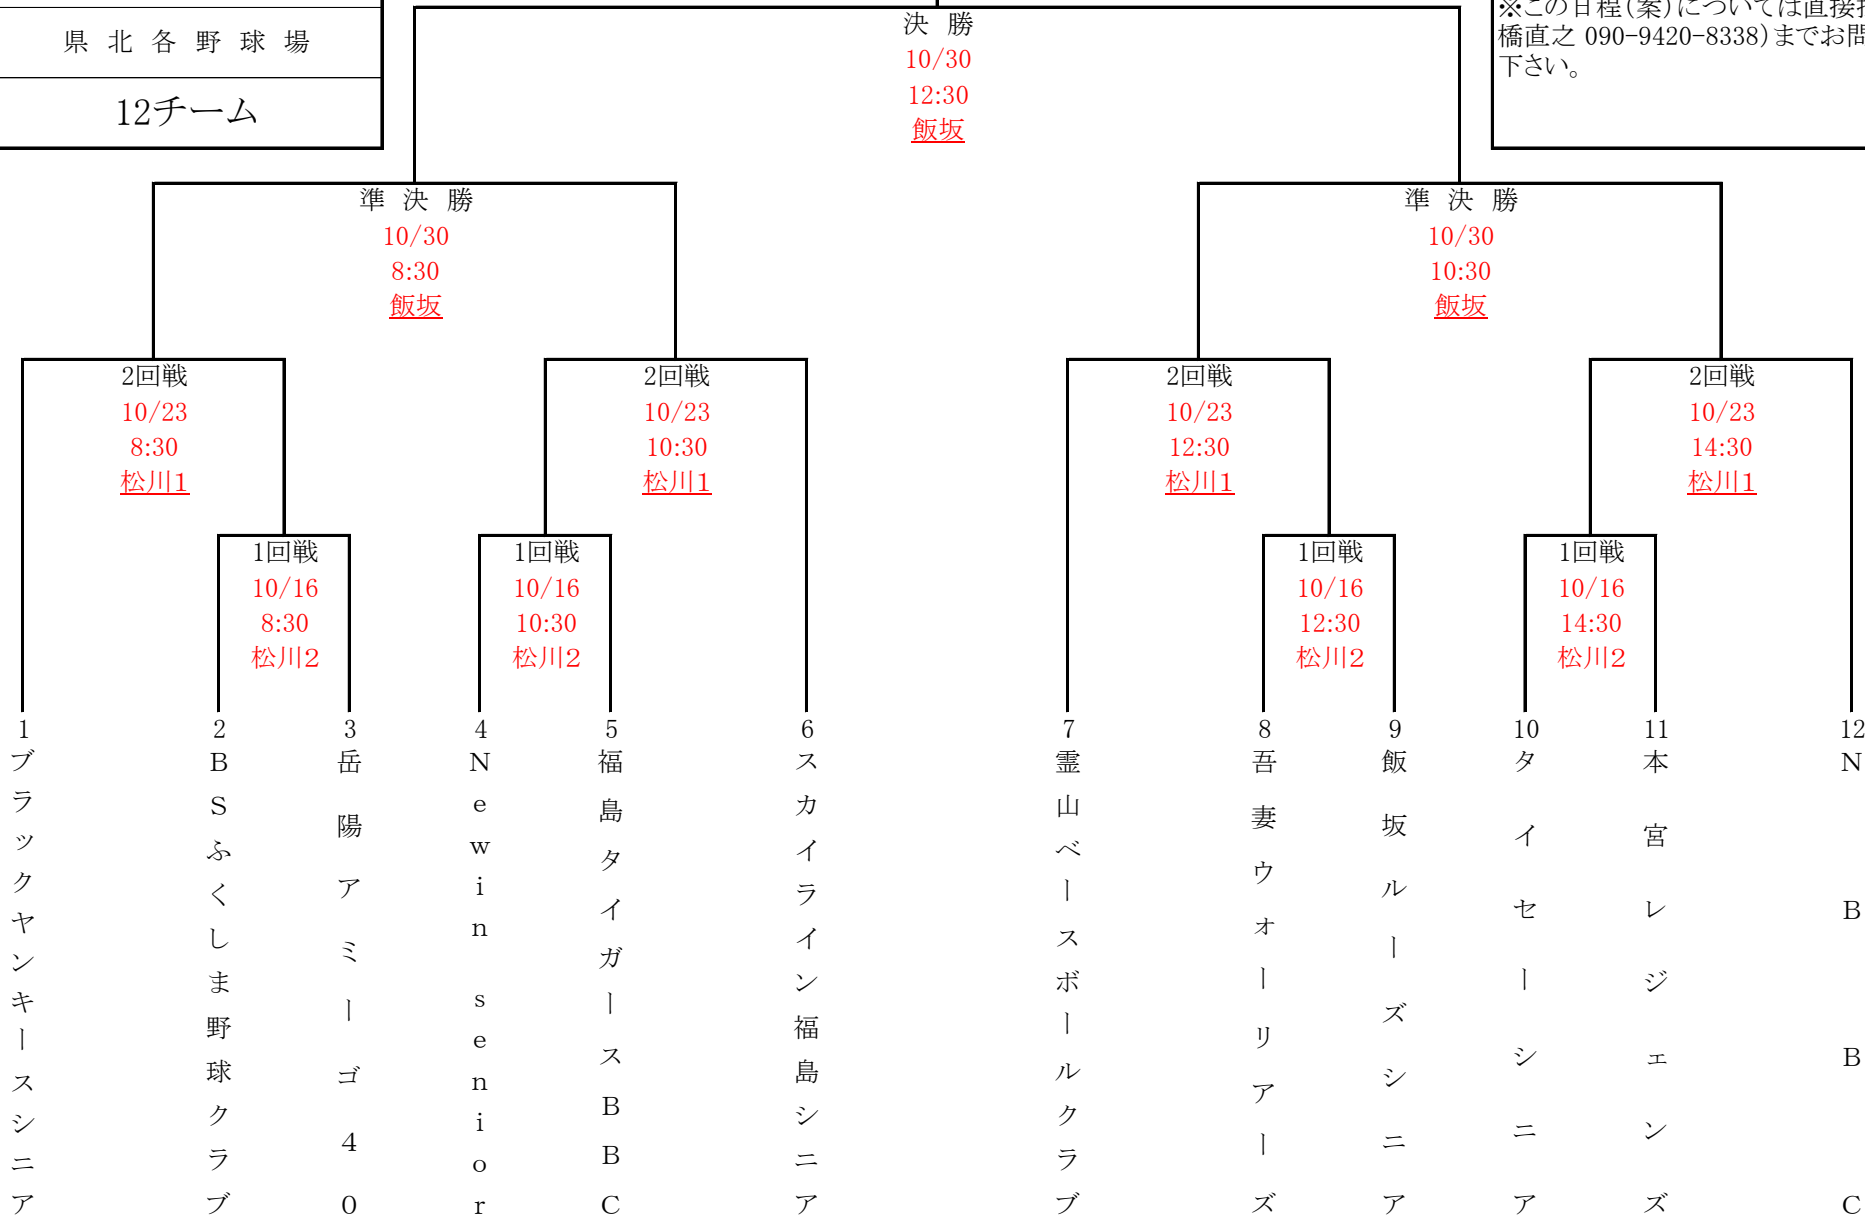 県北各野球場
12チーム
※この日程(案)については直接
橋直之 090-9420-8338)までお問
下さい。
決勝
10/30
12:30
飯坂
準決勝
10/30
8:30
飯坂
準決勝
10/30
10:30
飯坂
2回戦
10/23
8:30
松川1
2回戦
10/23
10:30
松川1
2回戦
10/23
12:30
松川1
2回戦
10/23
14:30
松川1
1回戦
10/16
8:30
松川2
1回戦
10/16
10:30
松川2
1回戦
10/16
12:30
松川2
1回戦
10/16
14:30
松川2
1
ブラックヤンキースシニア
2
BSふくしま野球クラブ
3
岳陽アミーゴ40
4
Newin senior
5
福島タイガースBBC
6
スカイライン福島シニア
7
霊山ベースボールクラブ
8
吾妻ウォーリアーズ
9
飯坂ルーズシニア
10
タイセーシニア
11
本宮レジェンズ
12
NBBC